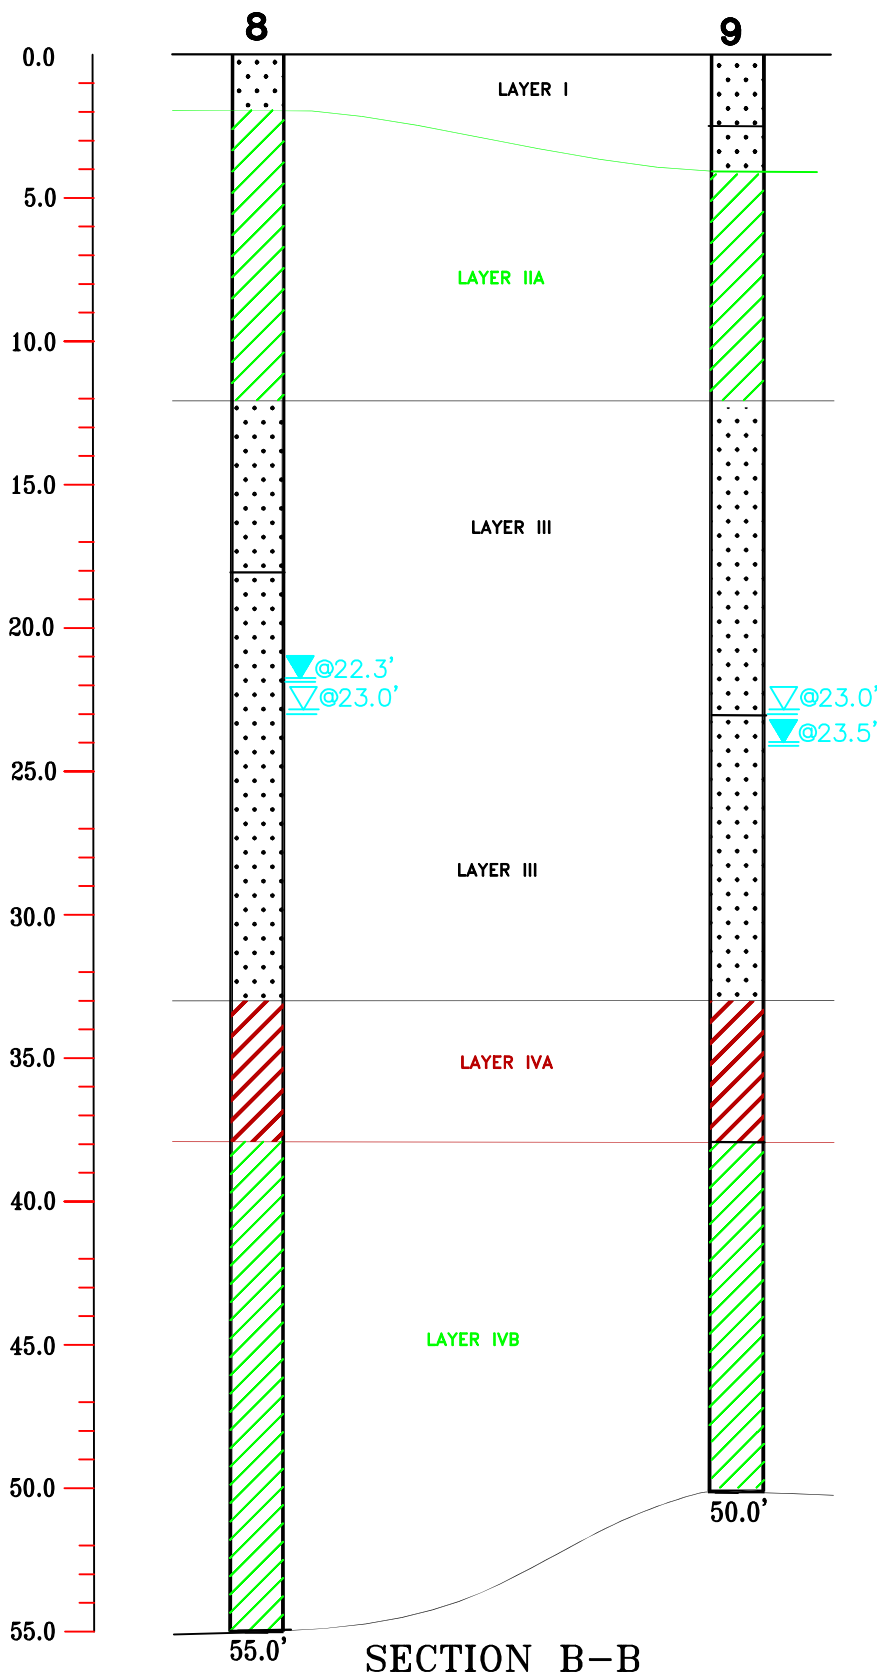 8 9
0.0
LAYER I
5.0
LAYER IIA
10.0
15.0
LAYER III
20.0
@22.3'
@23.0' @23.0'
@23.5'
25.0
LAYER III
30.0
35.0
LAYER IVA
40.0
LAYER IVB
45.0
50.0
50.0'
55.0
55.0'
SECTION B-B